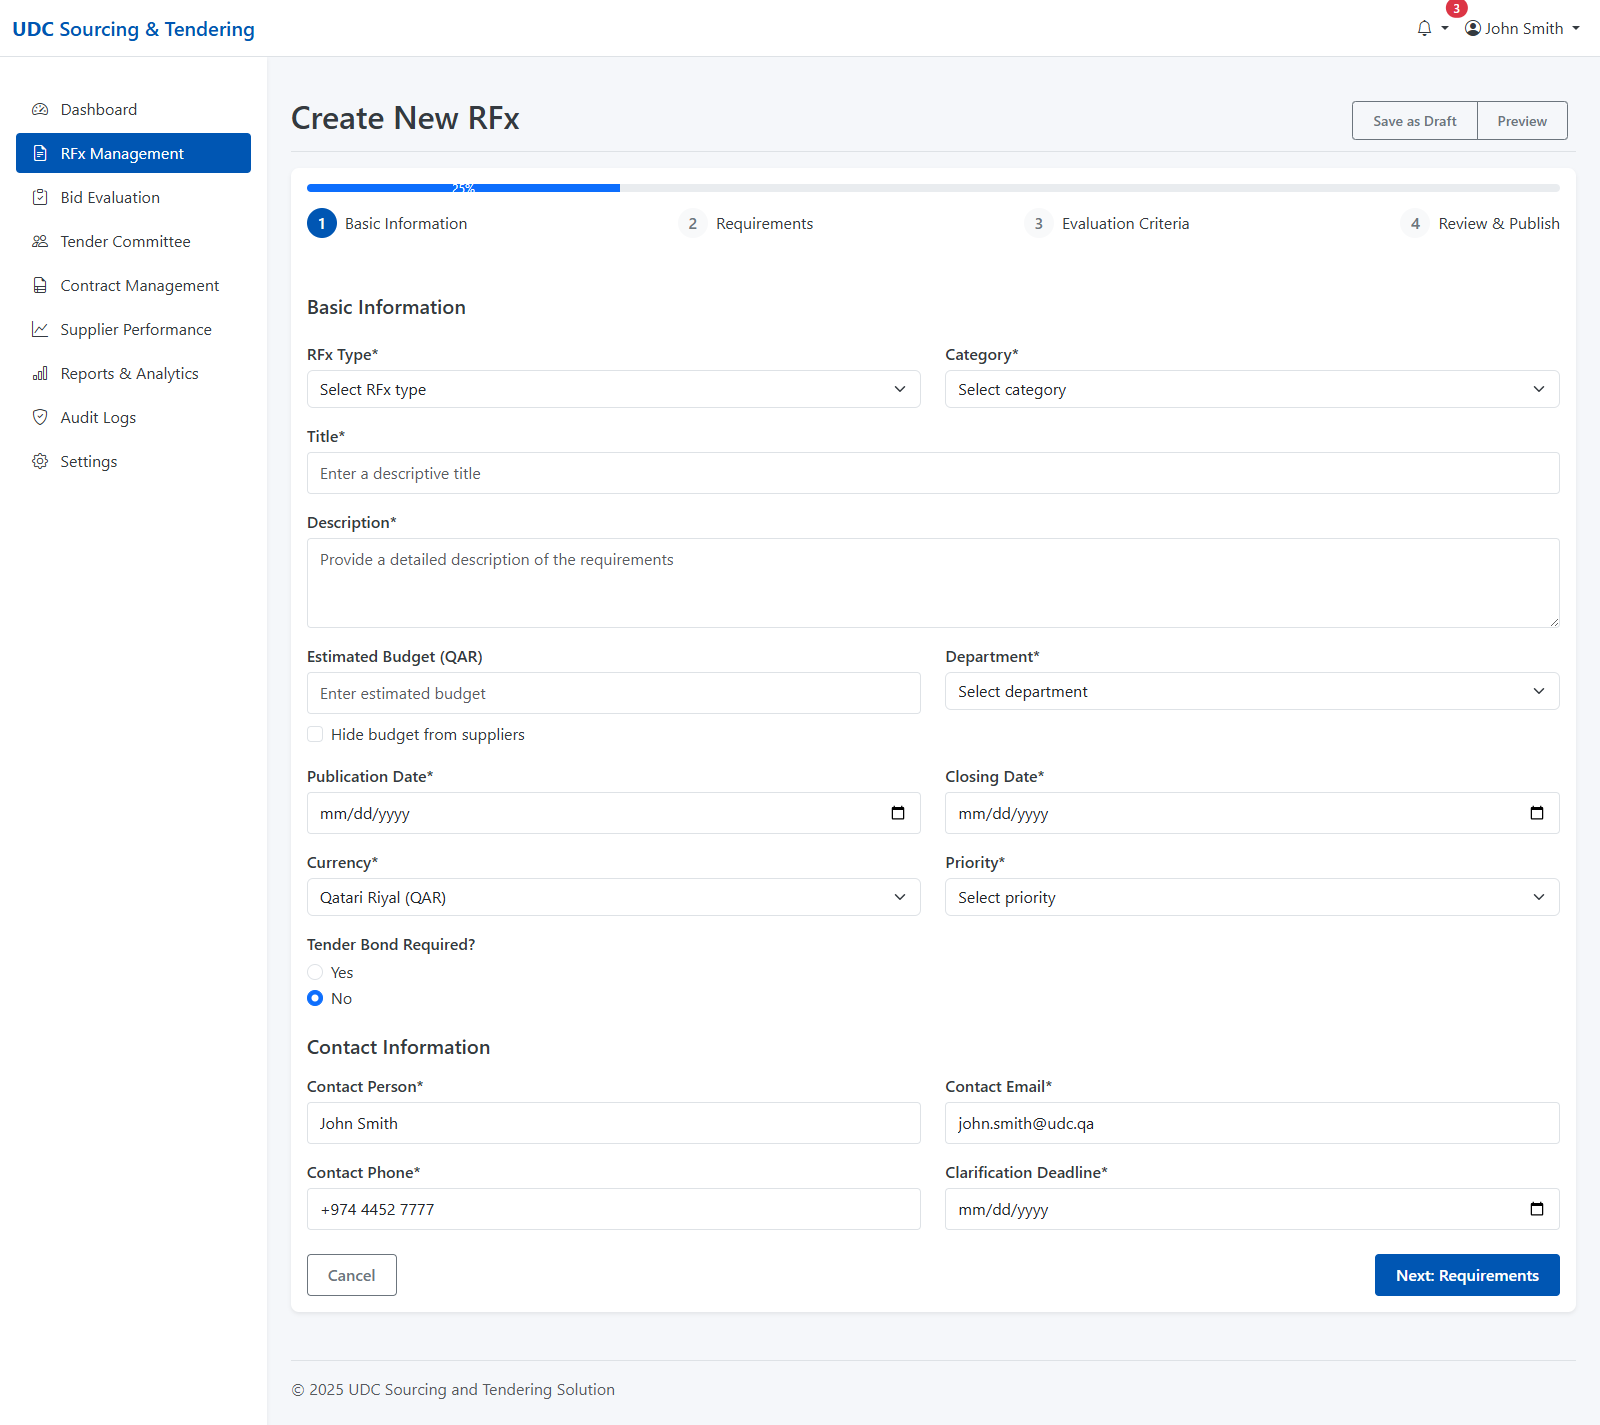 UDC Sourcing & Tendering
3
John Smith
Dashboard
RFx Management
Bid Evaluation
Tender Committee
Contract Management
Supplier Performance
Reports & Analytics
Audit Logs
Settings
Create New RFx
Save as Draft Preview
25%
1 Basic Information 2 Requirements 3 Evaluation Criteria 4 Review & Publish
Basic Information
RFx Type* Category*
Select RFx type Select category
Title*
Enter a descriptive title
Description*
Provide a detailed description of the requirements
Estimated Budget (QAR) Department*
Enter estimated budget Select department
Hide budget from suppliers
Publication Date* Closing Date*
mm/dd/yyyy mm/dd/yyyy
Currency* Priority*
Qatari Riyal (QAR) Select priority
Tender Bond Required?
Yes
No
Contact Information
Contact Person* Contact Email*
John Smith john.smith@udc.qa
Contact Phone* Clarification Deadline*
+974 4452 7777 mm/dd/yyyy
Cancel Next: Requirements
© 2025 UDC Sourcing and Tendering Solution